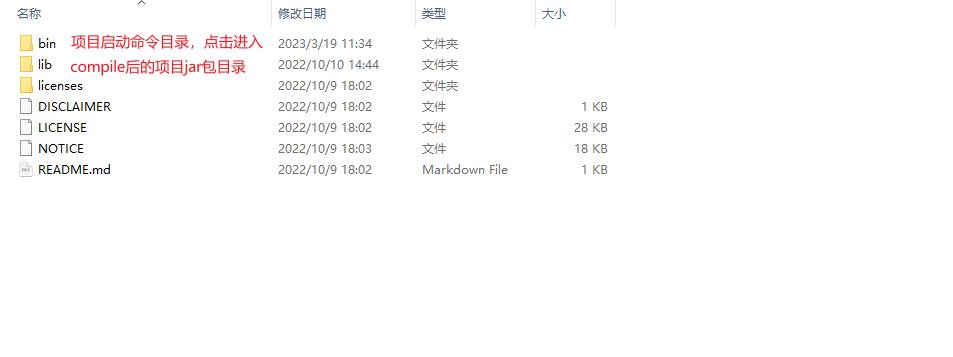 名称 修改日期 类型 大小
bin 项目启动命令目录，点击进入 2023/3/19 11:34 文件夹
lib compile后的项目jar包目录 2022/10/10 14:44 文件夹
licenses 2022/10/9 18:02 文件夹
DISCLAIMER 2022/10/9 18:02 文件 1 KB
LICENSE 2022/10/9 18:02 文件 28 KB
NOTICE 2022/10/9 18:03 文件 18 KB
README.md 2022/10/9 18:02 Markdown File 1 KB